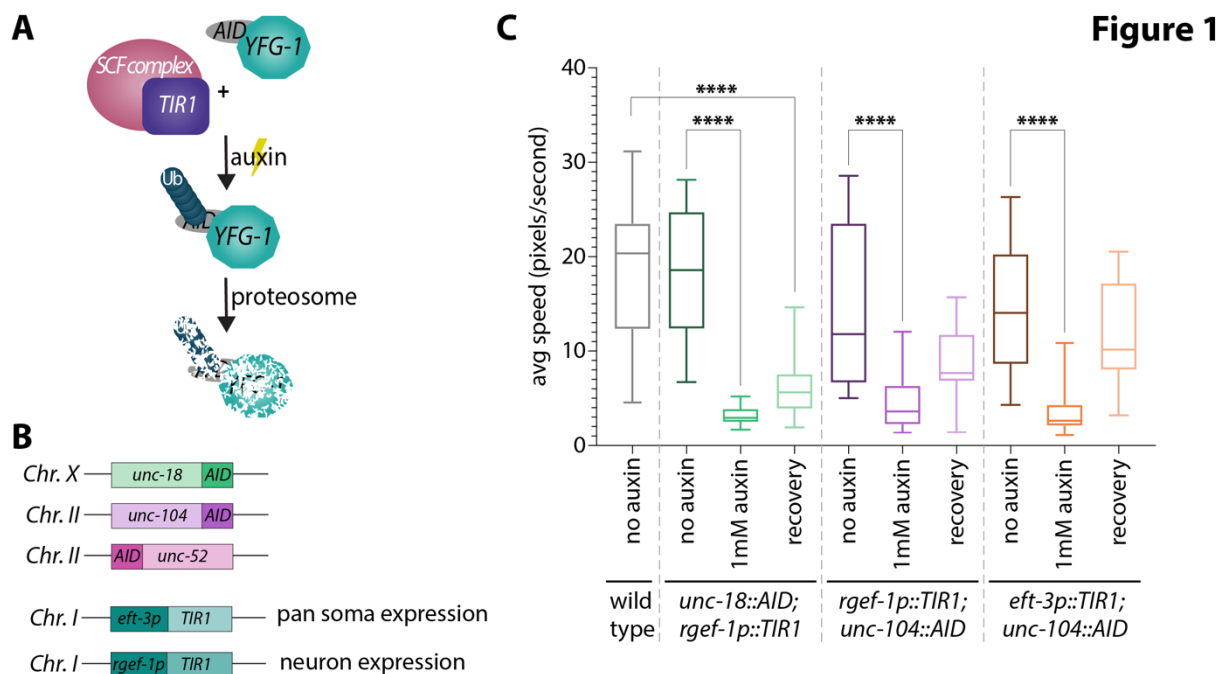 Figure 1
A
AID
YFG-1
SCF complex
TIR1
+
auxin
Ub
AID
YFG-1
proteosome
B
Chr. X unc-18 AID
Chr. II unc-104 AID
Chr. II AID unc-52
Chr. I eft-3p TIR1 pan soma expression
Chr. I rgef-1p TIR1 neuron expression
C
avg speed (pixels/second)
40
30
20
10
0
**** **** **** ****
no auxin
no auxin
1mM auxin
recovery
no auxin
1mM auxin
recovery
no auxin
1mM auxin
recovery
wild
type
unc-18::AID;
rgef-1p::TIR1
rgef-1p::TIR1;
unc-104::AID
eft-3p::TIR1;
unc-104::AID